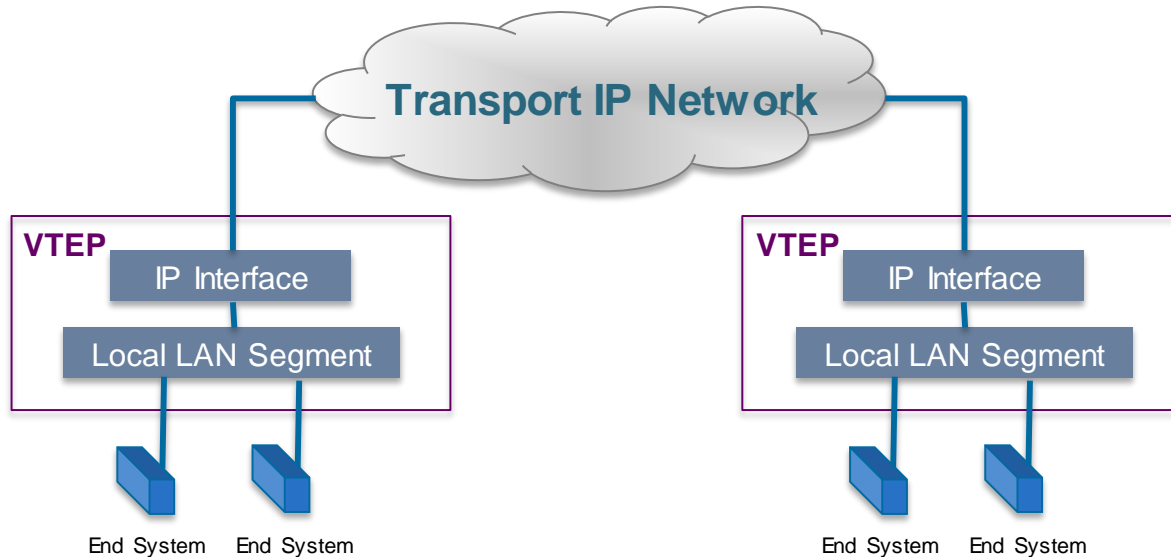 Transport IP Network
VTEP
IP Interface
Local LAN Segment
End System
End System
VTEP
IP Interface
Local LAN Segment
End System
End System